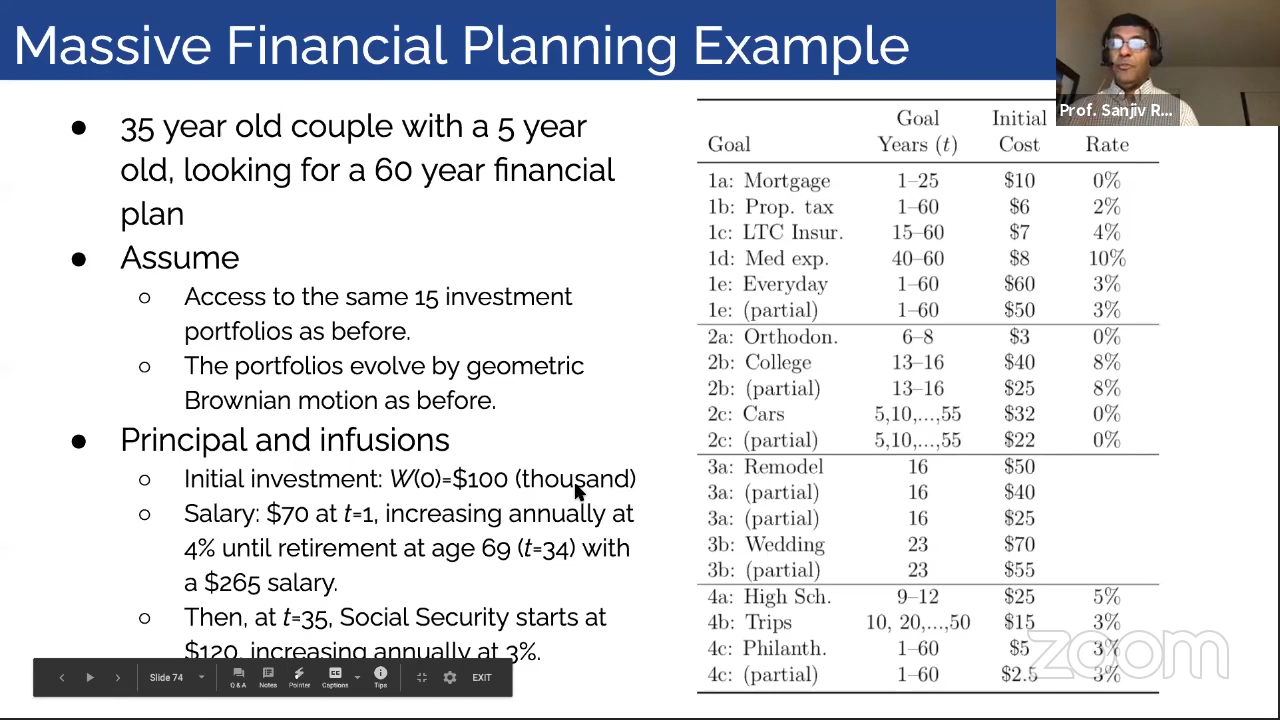 Massive Financial Planning Example
Prof. Sanjiv R...
● 35 year old couple with a 5 year
old, looking for a 60 year financial
plan
● Assume
○ Access to the same 15 investment
portfolios as before.
○ The portfolios evolve by geometric
Brownian motion as before.
● Principal and infusions
○ Initial investment: W(0)=$100 (thousand)
○ Salary: $70 at t=1, increasing annually at
4% until retirement at age 69 (t=34) with
a $265 salary.
○ Then, at t=35, Social Security starts at
$120, increasing annually at 3%.
Goal Initial
Goal Years (t) Cost Rate
1a: Mortgage 1–25 $10 0%
1b: Prop. tax 1–60 $6 2%
1c: LTC Insur. 15–60 $7 4%
1d: Med exp. 40–60 $8 10%
1e: Everyday 1–60 $60 3%
1e: (partial) 1–60 $50 3%
2a: Orthodon. 6–8 $3 0%
2b: College 13–16 $40 8%
2b: (partial) 13–16 $25 8%
2c: Cars 5,10,...,55 $32 0%
2c: (partial) 5,10,...,55 $22 0%
3a: Remodel 16 $50
3a: (partial) 16 $40
3a: (partial) 16 $25
3b: Wedding 23 $70
3b: (partial) 23 $55
4a: High Sch. 9–12 $25 5%
4b: Trips 10, 20,...,50 $15 3%
4c: Philanth. 1–60 $5 3%
4c: (partial) 1–60 $2.5 3%
zoom
Slide 74
Q & A
Notes
Pointer
CC
Captions
Tips
EXIT